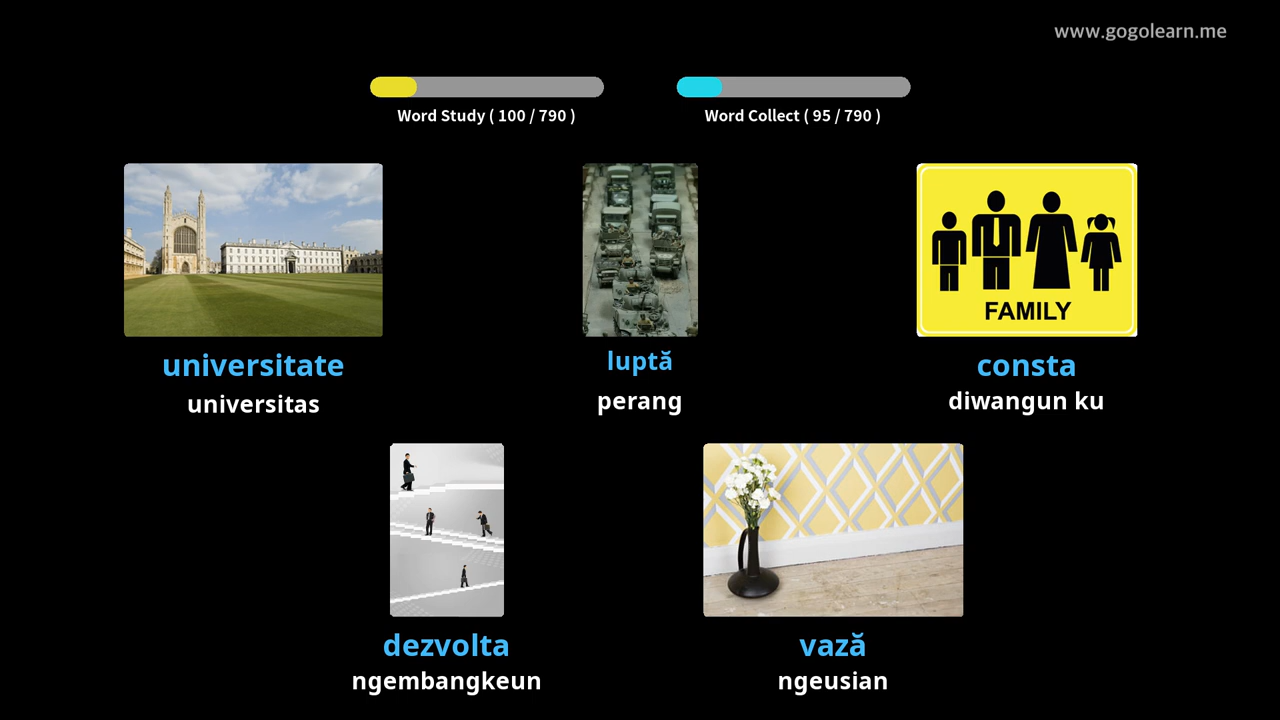 www.gogolearn.me
Word Study ( 100 / 790 )
Word Collect ( 95 / 790 )
FAMILY
universitate
luptă
consta
universitas
perang
diwangun ku
dezvolta
vază
ngembangkeun
ngeusian